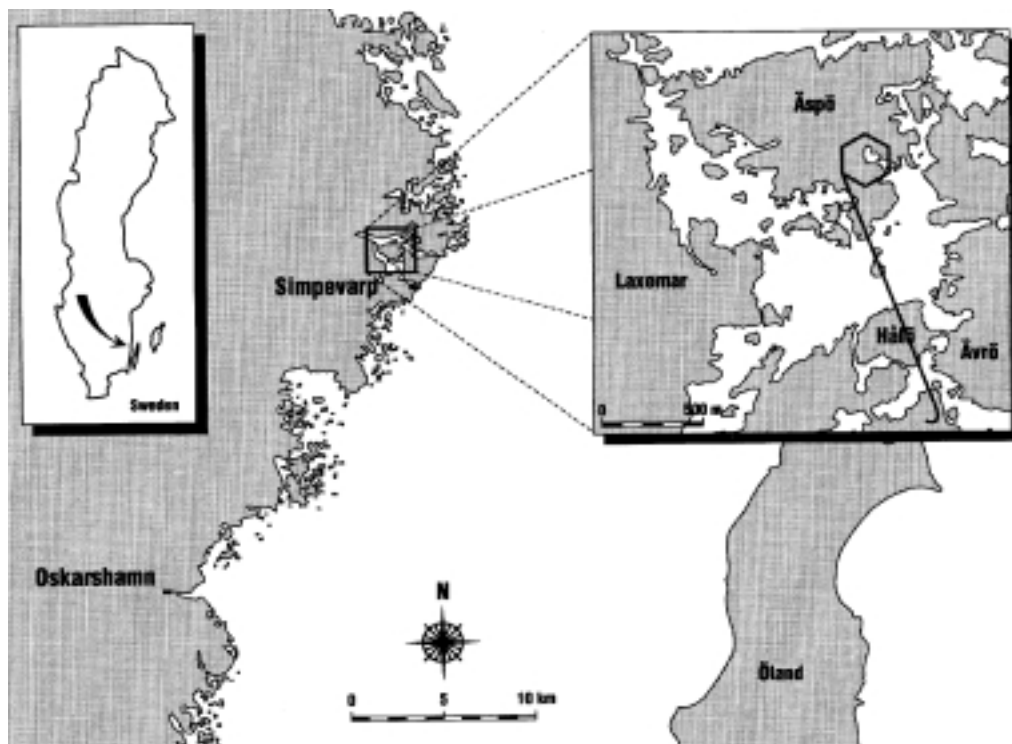 Sweden
Äspö
Simpevarp
Laxemar
Hålö
Ävrö
0 500 m
Oskarshamn
N
0 5 10 km
Öland